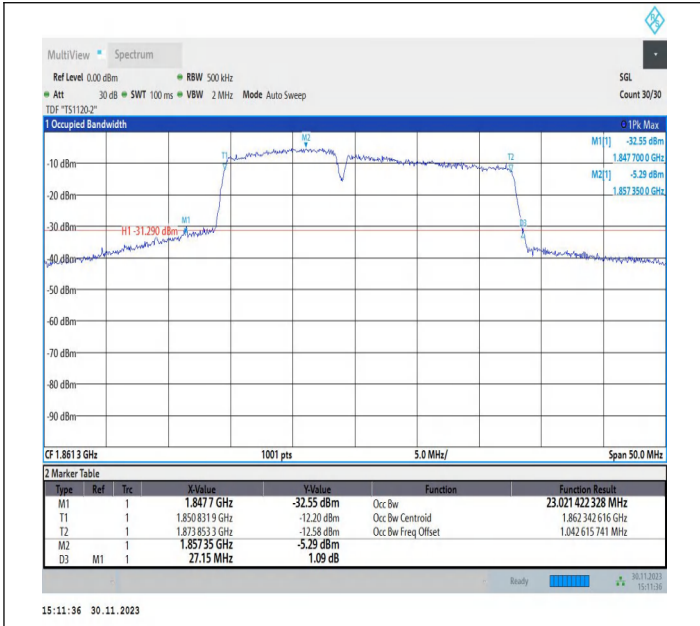 MultiView Spectrum
Ref Level 0.00 dBm RBW 500 kHz SGL
Att 30 dB SWT 100 ms VBW 2 MHz Mode Auto Sweep Count 30/30
TDF "TS1120-2"
1 Occupied Bandwidth 1Pk Max
M1[1] -32.55 dBm
1.847 700 0 GHz
M2[1] -5.29 dBm
1.857 350 0 GHz
M2
T1
T2
-10 dBm
-20 dBm
-30 dBm
M1
D3
H1 -31.290 dBm
-40 dBm
-50 dBm
-60 dBm
-70 dBm
-80 dBm
-90 dBm
CF 1.861 3 GHz 1001 pts 5.0 MHz/ Span 50.0 MHz
2 Marker Table
Type Ref Trc X-Value Y-Value Function Function Result
M1 1 1.847 7 GHz -32.55 dBm Occ Bw 23.021 422 328 MHz
T1 1 1.850 831 9 GHz -12.20 dBm Occ Bw Centroid 1.862 342 616 GHz
T2 1 1.873 853 3 GHz -12.58 dBm Occ Bw Freq Offset 1.042 615 741 MHz
M2 1 1.857 35 GHz -5.29 dBm
D3 M1 1 27.15 MHz 1.09 dB
Ready 30.11.2023
15:11:36
15:11:36 30.11.2023